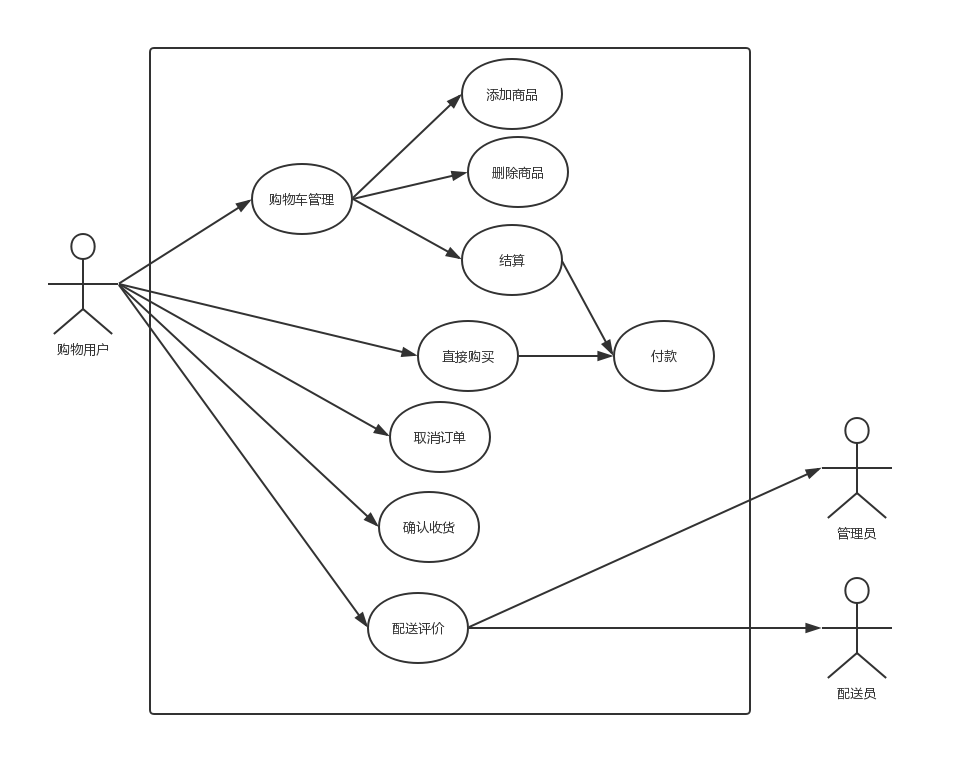 添加商品
删除商品
购物车管理
结算
购物用户
直接购买
付款
取消订单
确认收货
管理员
配送评价
配送员